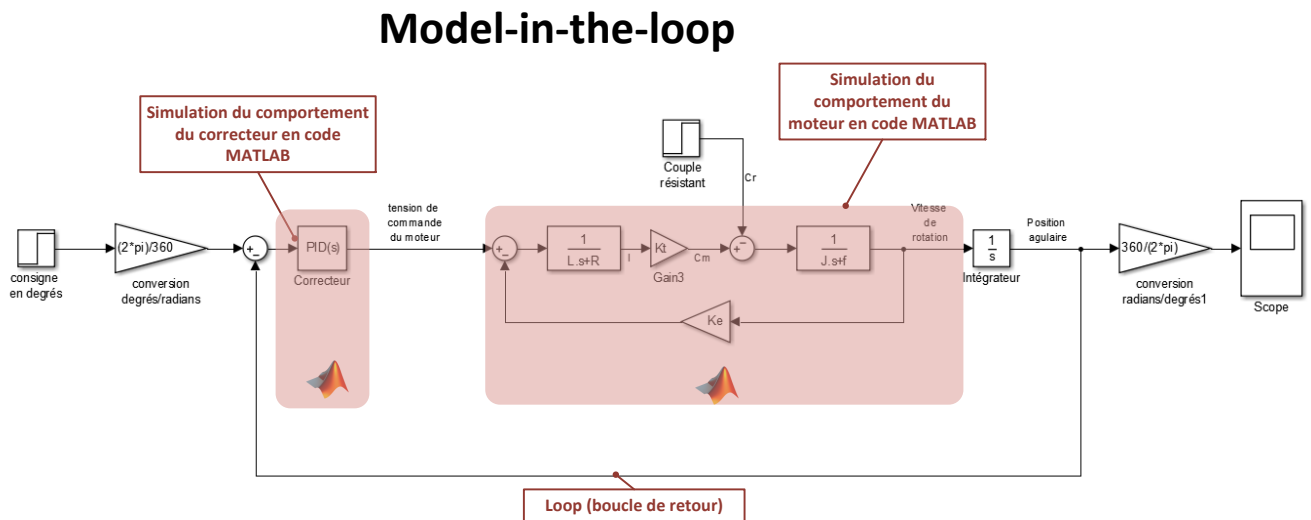 Model-in-the-loop
Simulation du comportement
du correcteur en code
MATLAB
Simulation du
comportement du
moteur en code MATLAB
consigne
en degrés
(2*pi)/360
conversion
degrés/radians
+
−
PID(s)
Correcteur
tension de
commande
du moteur
+
−
1
L.s+R
I
Kt
Gain3
Cm
Couple
résistant
Cr
−
+
1
J.s+f
Ke
Vitesse
de
rotation
1
s
Intégrateur
Position
agulaire
360/(2*pi)
conversion
radians/degrés1
Scope
Loop (boucle de retour)